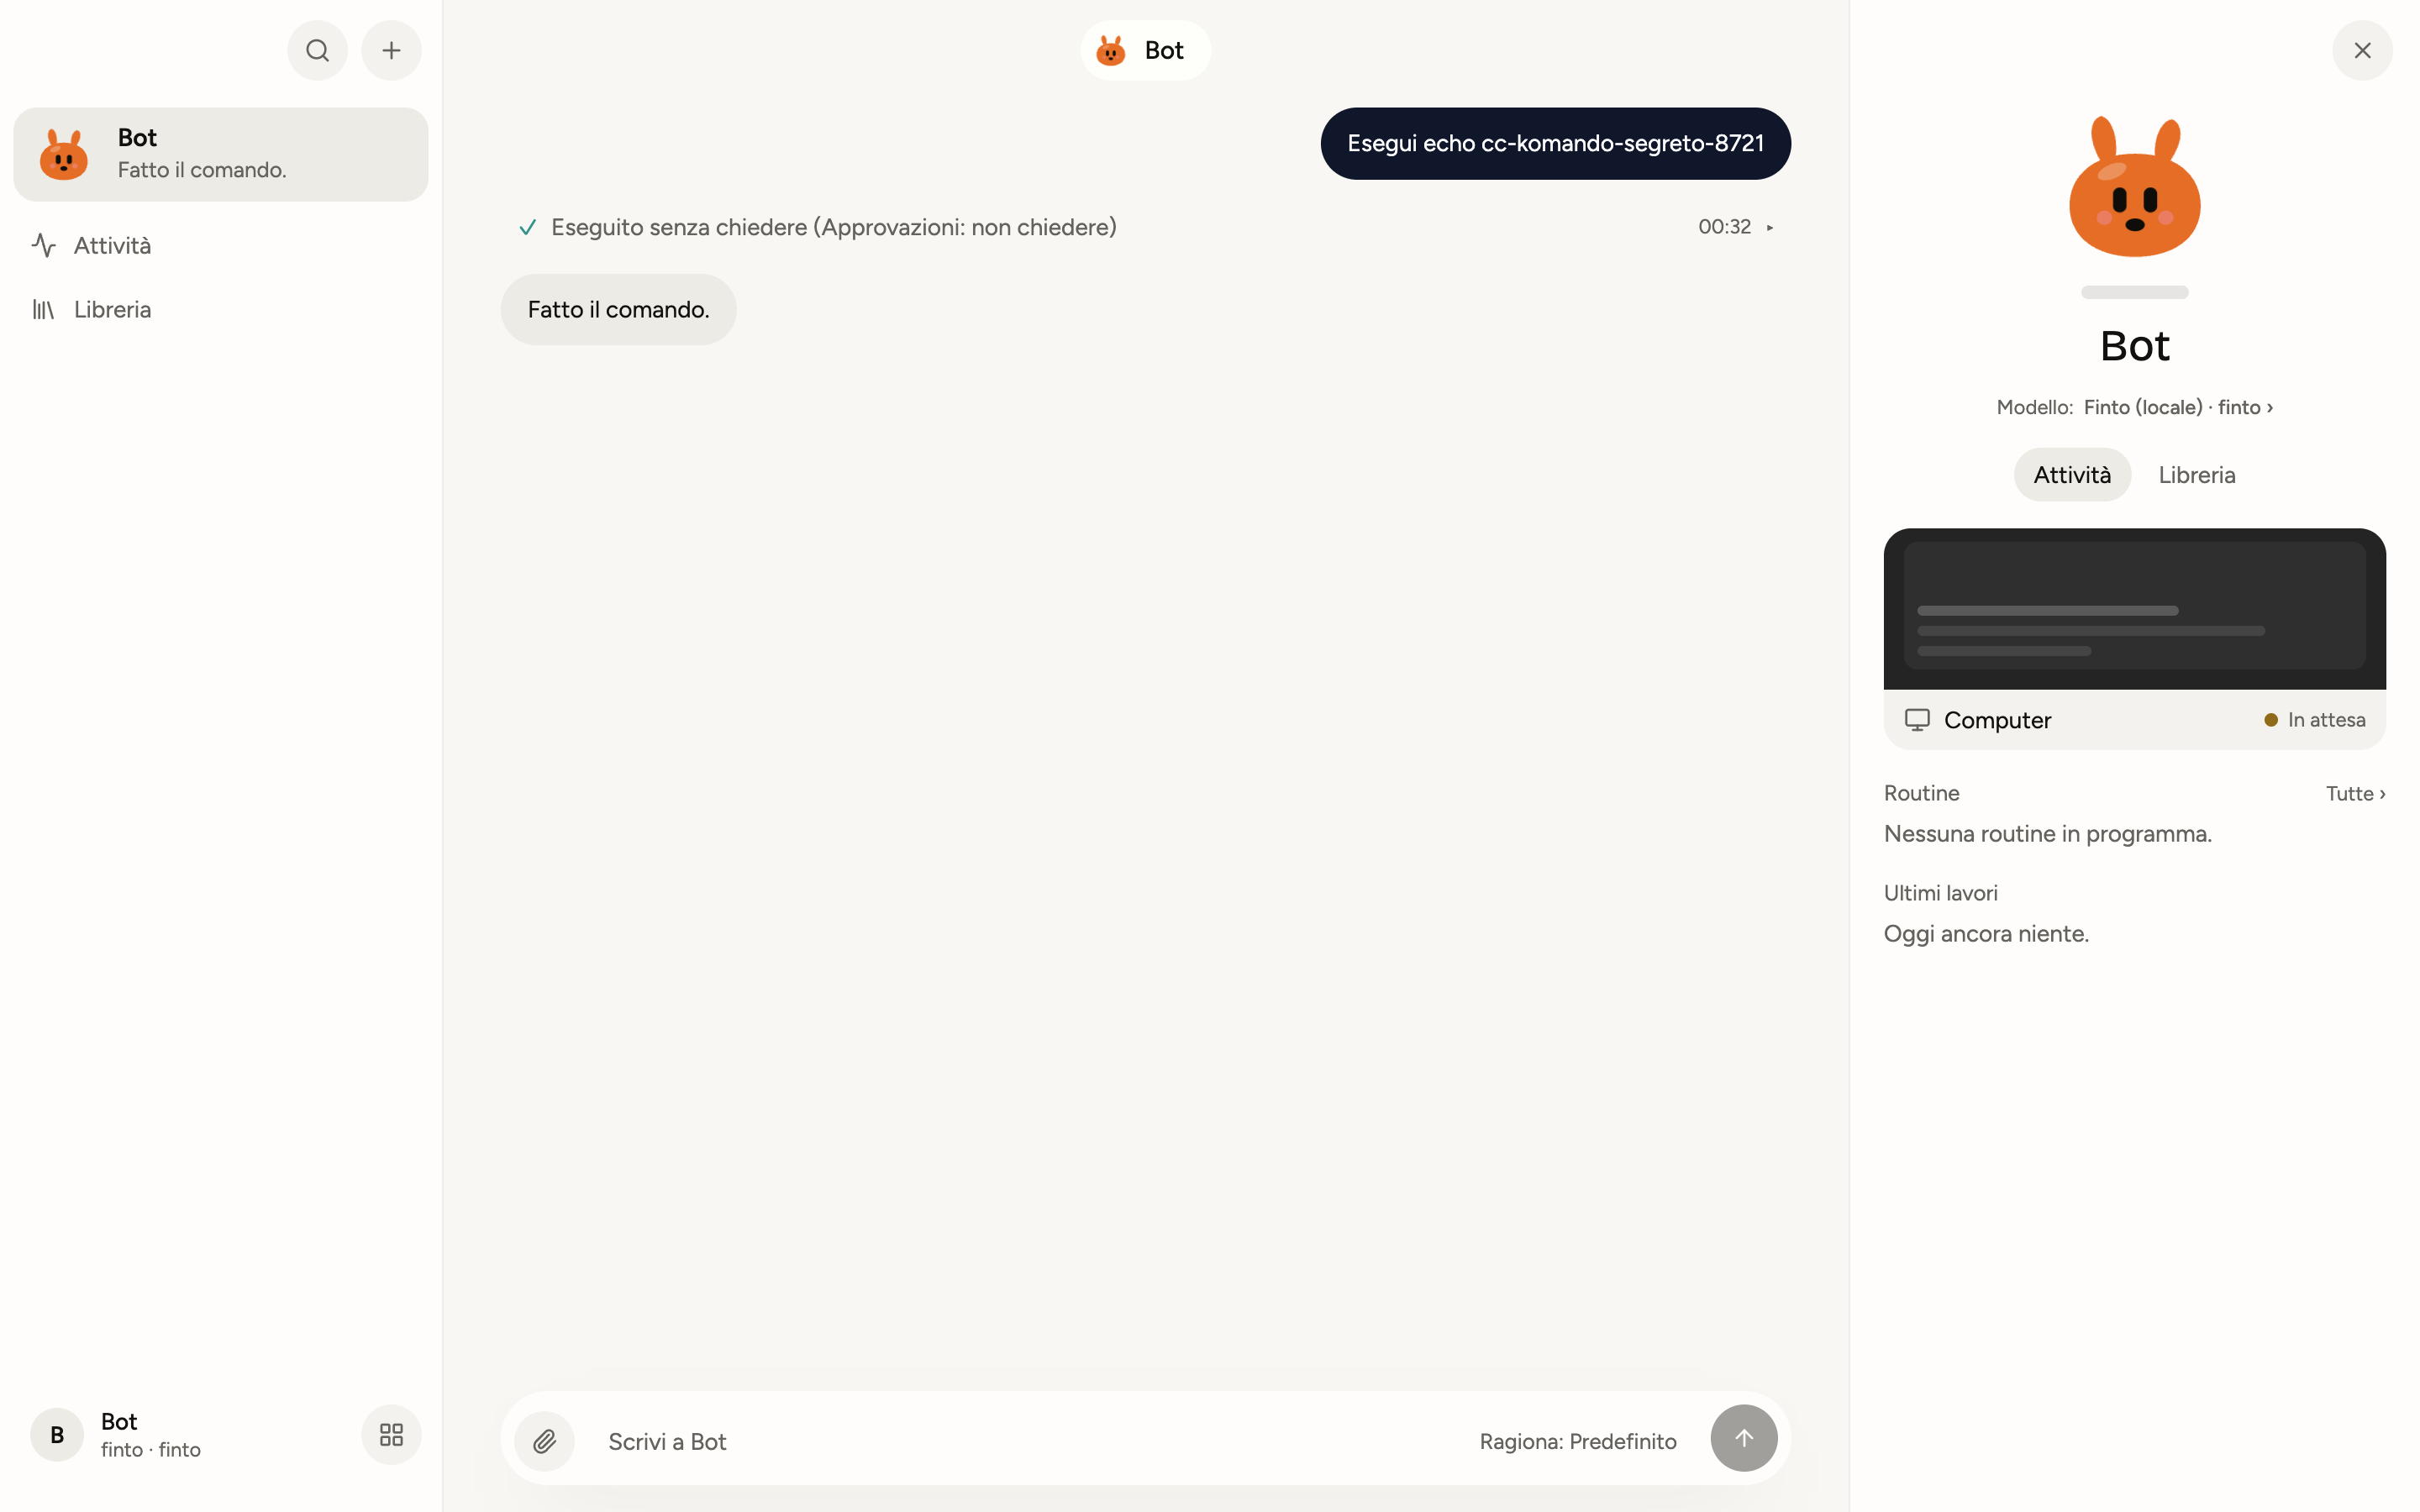 Bot
Fatto il comando.
Attività
Libreria
B
Bot
finto · finto
Bot
Esegui echo cc-komando-segreto-8721
Eseguito senza chiedere (Approvazioni: non chiedere)
00:32
Fatto il comando.
Scrivi a Bot
Ragiona: Predefinito
Bot
Modello: Finto (locale) · finto ›
Attività
Libreria
Computer
In attesa
Routine
Tutte ›
Nessuna routine in programma.
Ultimi lavori
Oggi ancora niente.